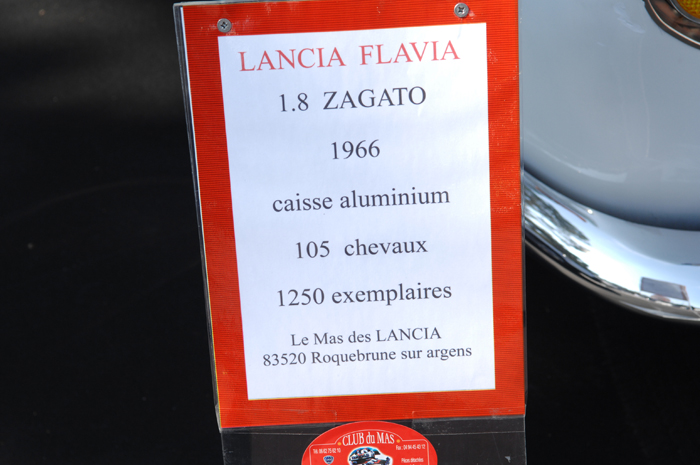 LANCIA FLAVIA
1.8 ZAGATO
1966
caisse aluminium
105 chevaux
1250 exemplaires
Le Mas des LANCIA
83520 Roquebrune sur argens
CLUB du MAS